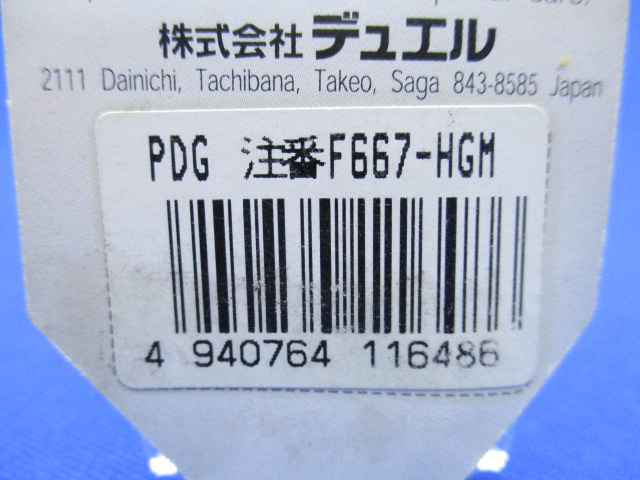 株式会社デュエル
2111 Dainichi, Tachibana, Takeo, Saga 843-8585 Japan
PDG 注番F667-HGM
4 940764 116486